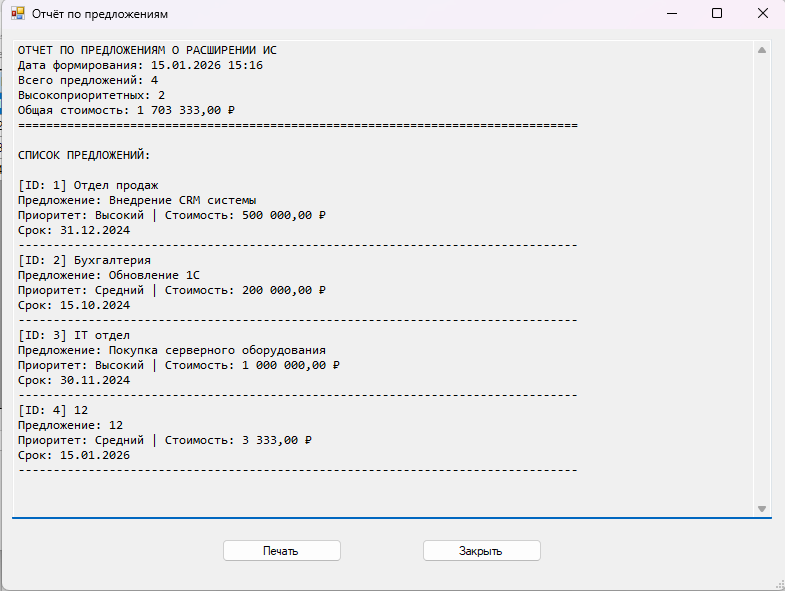 Отчёт по предложениям
ОТЧЕТ ПО ПРЕДЛОЖЕНИЯМ О РАСШИРЕНИИ ИС
Дата формирования: 15.01.2026 15:16
Всего предложений: 4
Высокоприоритетных: 2
Общая стоимость: 1 703 333,00 ₽
================================================================================
СПИСОК ПРЕДЛОЖЕНИЙ:
[ID: 1] Отдел продаж
Предложение: Внедрение CRM системы
Приоритет: Высокий | Стоимость: 500 000,00 ₽
Срок: 31.12.2024
--------------------------------------------------------------------------------
[ID: 2] Бухгалтерия
Предложение: Обновление 1С
Приоритет: Средний | Стоимость: 200 000,00 ₽
Срок: 15.10.2024
--------------------------------------------------------------------------------
[ID: 3] IT отдел
Предложение: Покупка серверного оборудования
Приоритет: Высокий | Стоимость: 1 000 000,00 ₽
Срок: 30.11.2024
--------------------------------------------------------------------------------
[ID: 4] 12
Предложение: 12
Приоритет: Средний | Стоимость: 3 333,00 ₽
Срок: 15.01.2026
--------------------------------------------------------------------------------
Печать
Закрыть